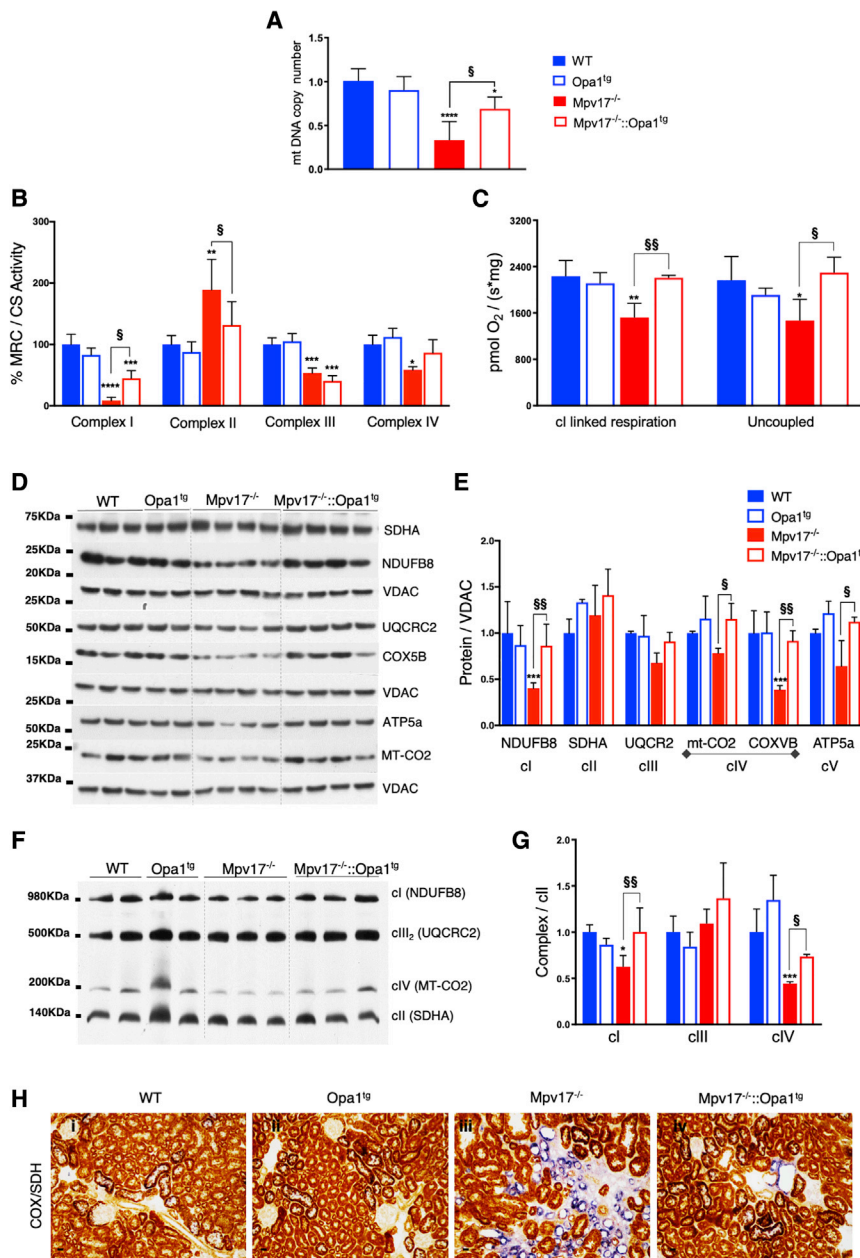 A
mt DNA copy number
1.5
1.0
0.5
0.0
§
****
*
WT
Opa1tg
Mpv17-/-
Mpv17-/-::Opa1tg
B
% MRC / CS Activity
300
200
100
0
§
****
***
§
**
***
***
*
Complex I Complex II Complex III Complex IV
C
pmol O2 / (s*mg)
3200
2400
1600
800
0
§§
**
§
*
cI linked respiration Uncoupled
D
WT Opa1tg Mpv17-/- Mpv17-/-::Opa1tg
75KDa
SDHA
25KDa
NDUFB8
20KDa
VDAC
25KDa
50KDa
UQCRC2
15KDa
COX5B
VDAC
25KDa
ATP5a
50KDa
25KDa
MT-CO2
37KDa
VDAC
E
WT
Opa1tg
Mpv17-/-
Mpv17-/-::Opa1tg
Protein / VDAC
2.0
1.5
1.0
0.5
0.0
§§
***
§
§§
***
§
NDUFB8 SDHA UQCR2 mt-CO2 COXVB ATP5a
cI cII cIII cIV cV
F
WT Opa1tg Mpv17-/- Mpv17-/-::Opa1tg
980KDa
cI (NDUFB8)
500KDa
cIII2 (UQCRC2)
200KDa
cIV (MT-CO2)
140KDa
cII (SDHA)
G
Complex / cII
2.0
1.5
1.0
0.5
0.0
§§
*
§
***
cI cIII cIV
H
WT Opa1tg Mpv17-/- Mpv17-/-::Opa1tg
COX/SDH
i ii iii iv